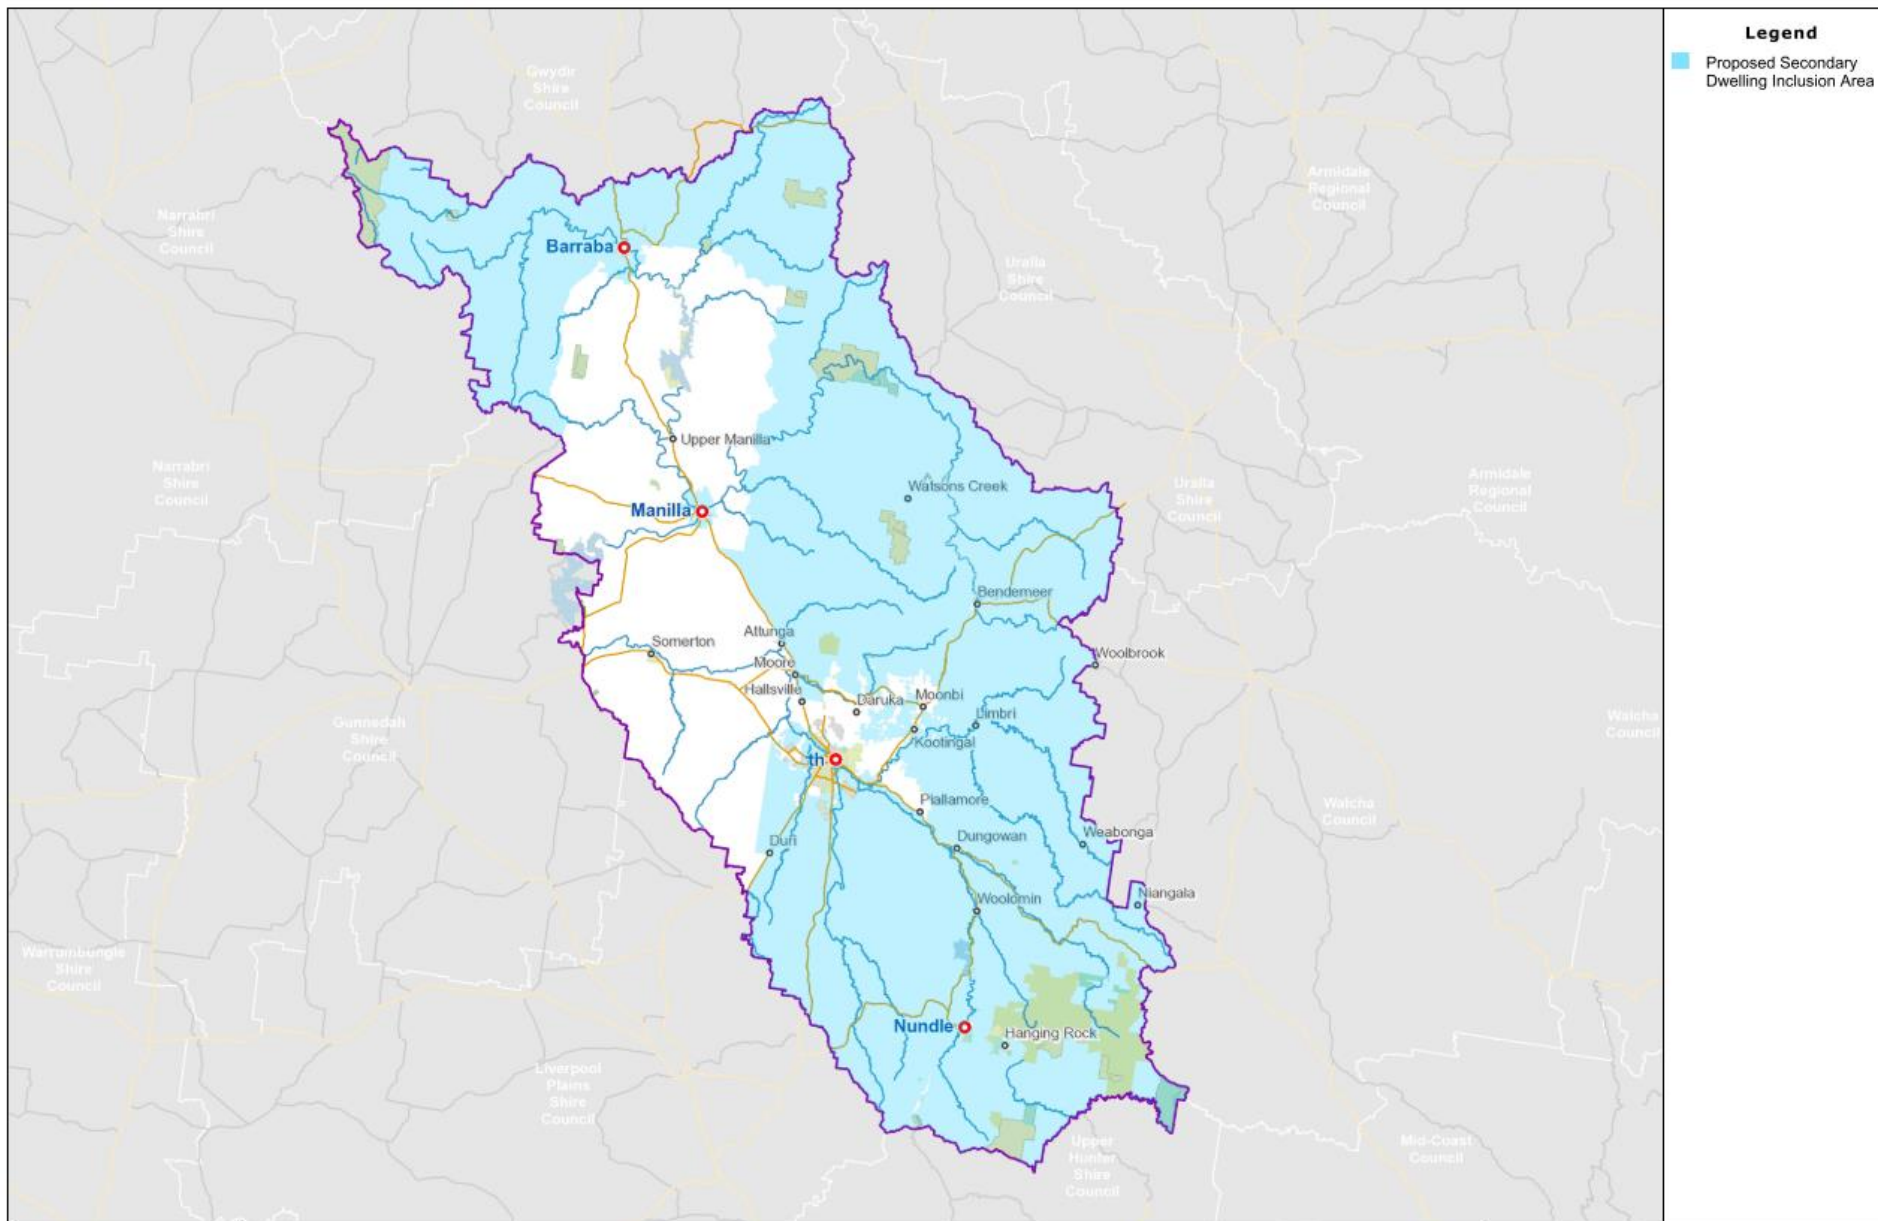 Legend
Proposed Secondary
Dwelling Inclusion Area
Gwydir
Shire
Council
Armidale
Regional
Council
Narrabri
Shire
Council
Barraba
Uralla
Shire
Council
Upper Manilla
Narrabri
Shire
Council
Watsons Creek
Uralla
Shire
Council
Armidale
Regional
Council
Manilla
Bendemeer
Attunga
Somerton
Moore
Woolbrook
Hallsville
Daruka
Moonbi
Limbri
Gunnedah
Shire
Council
Kootingal
Walcha
Council
th
Piallamore
Walcha
Council
Duri
Dungowan
Weabonga
Woolomin
Niangala
Warrumbungle
Shire
Council
Nundle
Hanging Rock
Liverpool
Plains
Shire
Council
Upper
Hunter
Shire
Council
Mid-Coast
Council